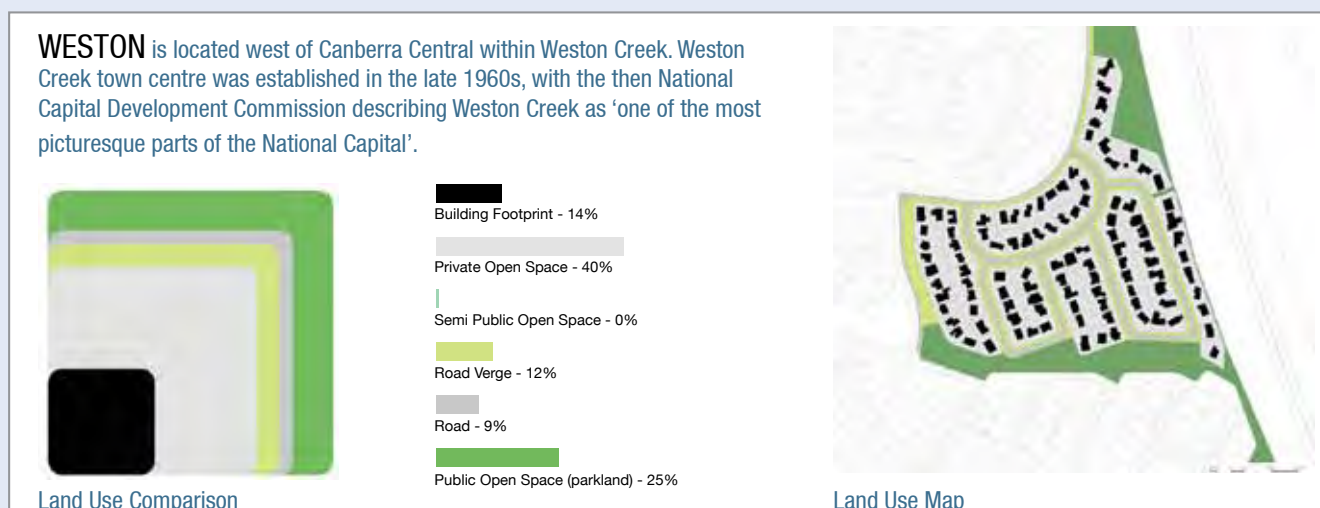 WESTON is located west of Canberra Central within Weston Creek. Weston
Creek town centre was established in the late 1960s, with the then National
Capital Development Commission describing Weston Creek as ‘one of the most
picturesque parts of the National Capital’.
Building Footprint - 14%
Private Open Space - 40%
Semi Public Open Space - 0%
Road Verge - 12%
Road - 9%
Public Open Space (parkland) - 25%
Land Use Comparison
Land Use Map